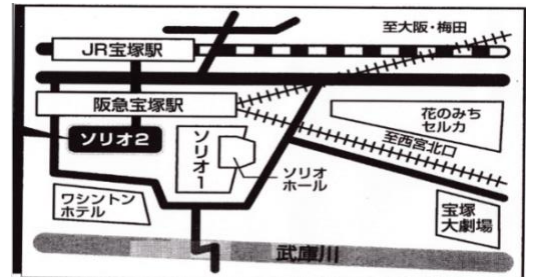 至大阪・梅田
JR宝塚駅
阪急宝塚駅
花のみち
セルカ
ソリオ2
ソリオ1
至西宮北口
ソリオ
ホール
ワシントン
ホテル
宝塚
大劇場
武庫川